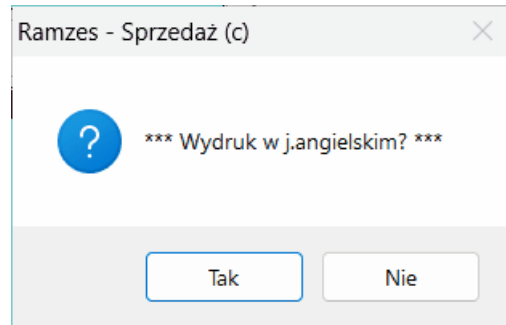 Ramzes - Sprzedaż (c)
*** Wydruk w j.angielskim? ***
Tak Nie